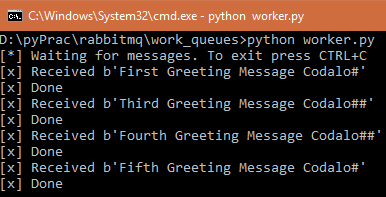 C:\Windows\System32\cmd.exe - python worker.py
D:\pyPrac\rabbitmq\work_queues>python worker.py
[*] Waiting for messages. To exit press CTRL+C
[x] Received b'First Greeting Message Codalo#'
[x] Done
[x] Received b'Third Greeting Message Codalo##'
[x] Done
[x] Received b'Fourth Greeting Message Codalo##'
[x] Done
[x] Received b'Fifth Greeting Message Codalo#'
[x] Done